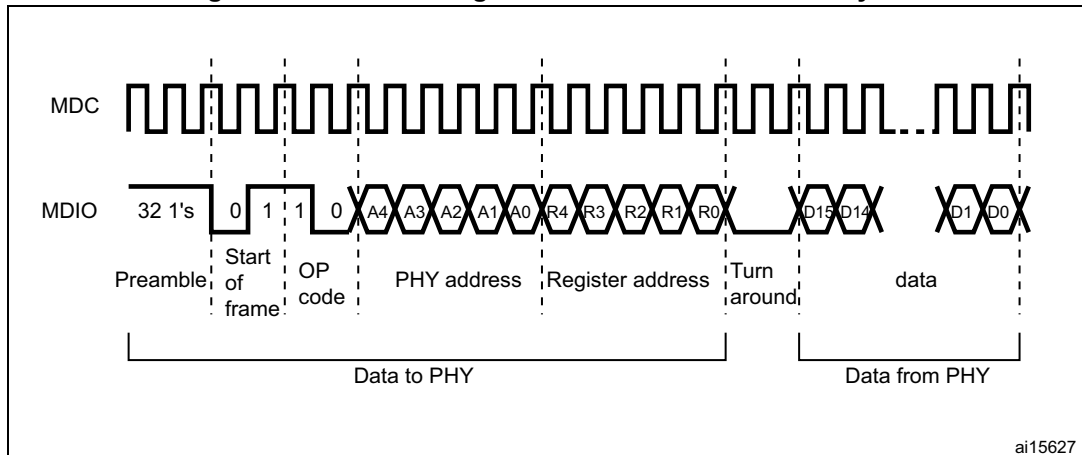 MDC
MDIO 32 1's 0 1 1 0 A4 A3 A2 A1 A0 R4 R3 R2 R1 R0 D15 D14 D1 D0
Preamble
Start
of
frame
OP
code
PHY address
Register address
Turn
around
data
Data to PHY
Data from PHY
ai15627